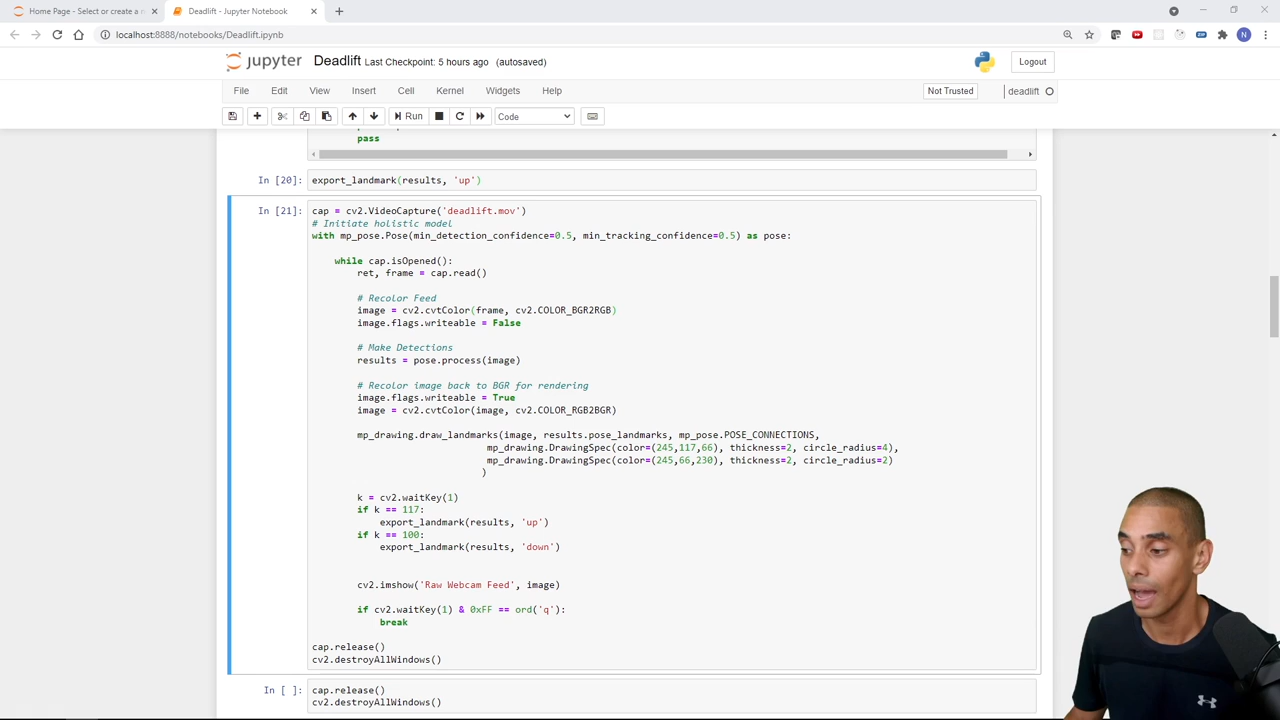 Home Page - Select or create a n
Deadlift - Jupyter Notebook
localhost:8888/notebooks/Deadlift.ipynb
N
jupyter Deadlift Last Checkpoint: 5 hours ago (autosaved)
Logout
File Edit View Insert Cell Kernel Widgets Help
Not Trusted
deadlift
Run
Code
pass
In [20]: export_landmark(results, 'up')
In [21]: cap = cv2.VideoCapture('deadlift.mov')
# Initiate holistic model
with mp_pose.Pose(min_detection_confidence=0.5, min_tracking_confidence=0.5) as pose:
while cap.isOpened():
ret, frame = cap.read()
# Recolor Feed
image = cv2.cvtColor(frame, cv2.COLOR_BGR2RGB)
image.flags.writeable = False
# Make Detections
results = pose.process(image)
# Recolor image back to BGR for rendering
image.flags.writeable = True
image = cv2.cvtColor(image, cv2.COLOR_RGB2BGR)
mp_drawing.draw_landmarks(image, results.pose_landmarks, mp_pose.POSE_CONNECTIONS,
mp_drawing.DrawingSpec(color=(245,117,66), thickness=2, circle_radius=4),
mp_drawing.DrawingSpec(color=(245,66,230), thickness=2, circle_radius=2)
)
k = cv2.waitKey(1)
if k == 117:
export_landmark(results, 'up')
if k == 100:
export_landmark(results, 'down')
cv2.imshow('Raw Webcam Feed', image)
if cv2.waitKey(1) & 0xFF == ord('q'):
break
cap.release()
cv2.destroyAllWindows()
In [ ]: cap.release()
cv2.destroyAllWindows()